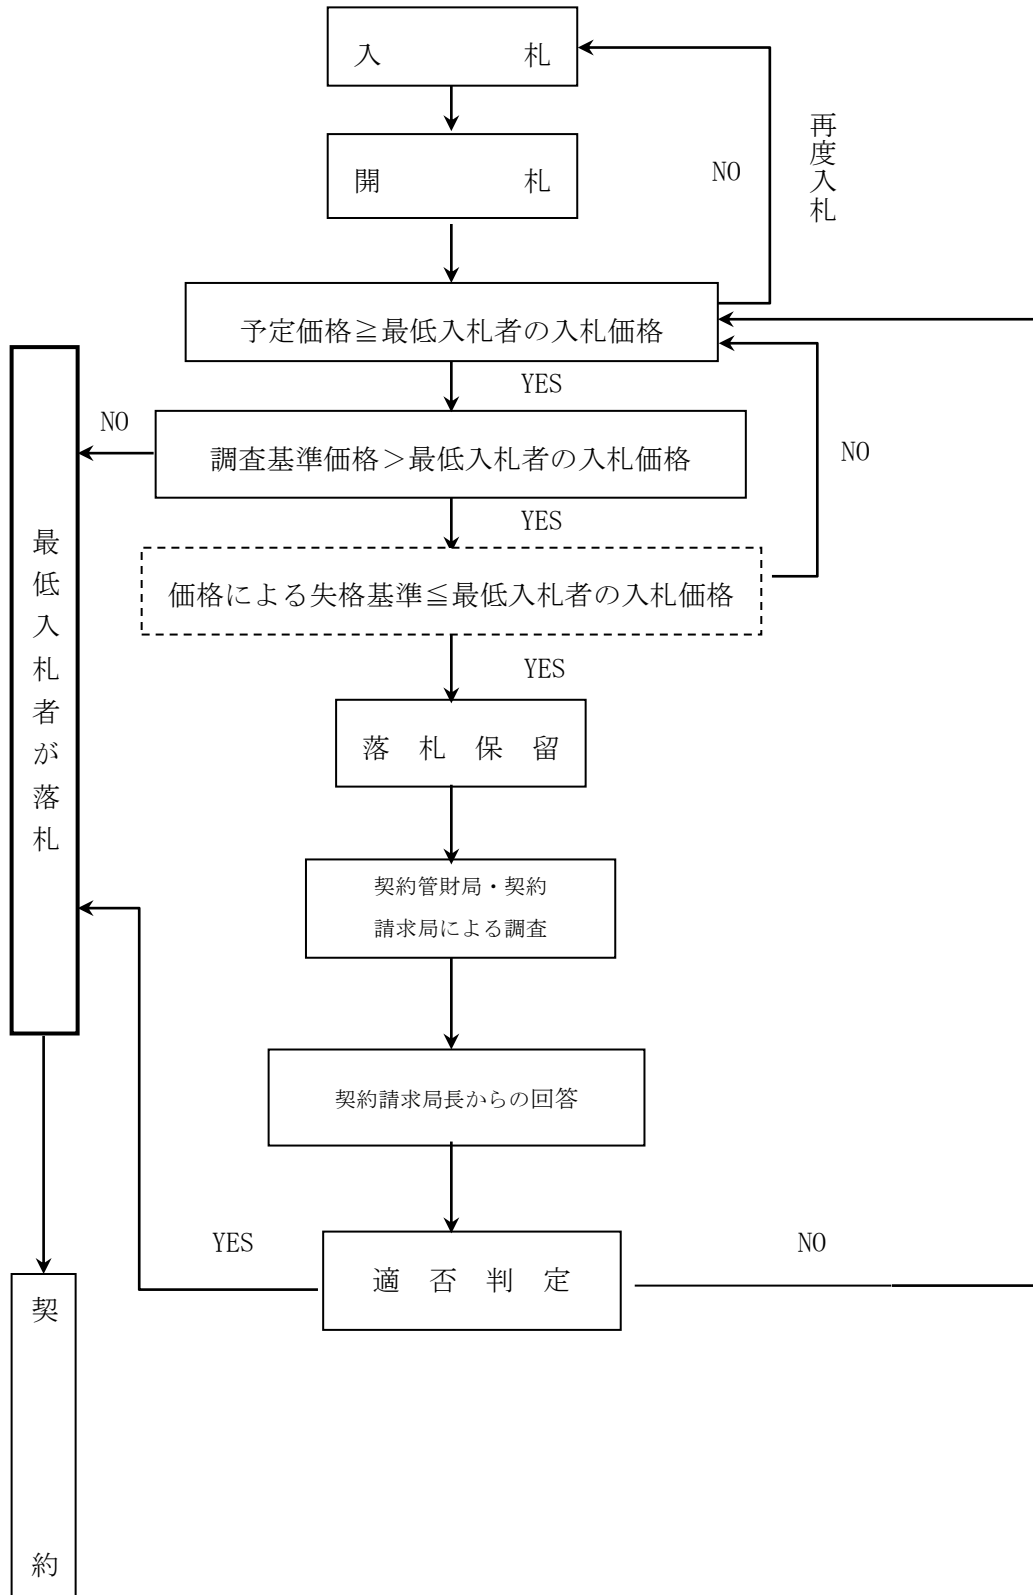 入　札
開　札
NO
再度入札
予定価格≧最低入札者の入札価格
YES
NO
調査基準価格＞最低入札者の入札価格
NO
YES
価格による失格基準≦最低入札者の入札価格
YES
最低入札者が落札
落 札 保 留
契約管財局・契約
請求局による調査
契約請求局長からの回答
YES
NO
適 否 判 定
契　約